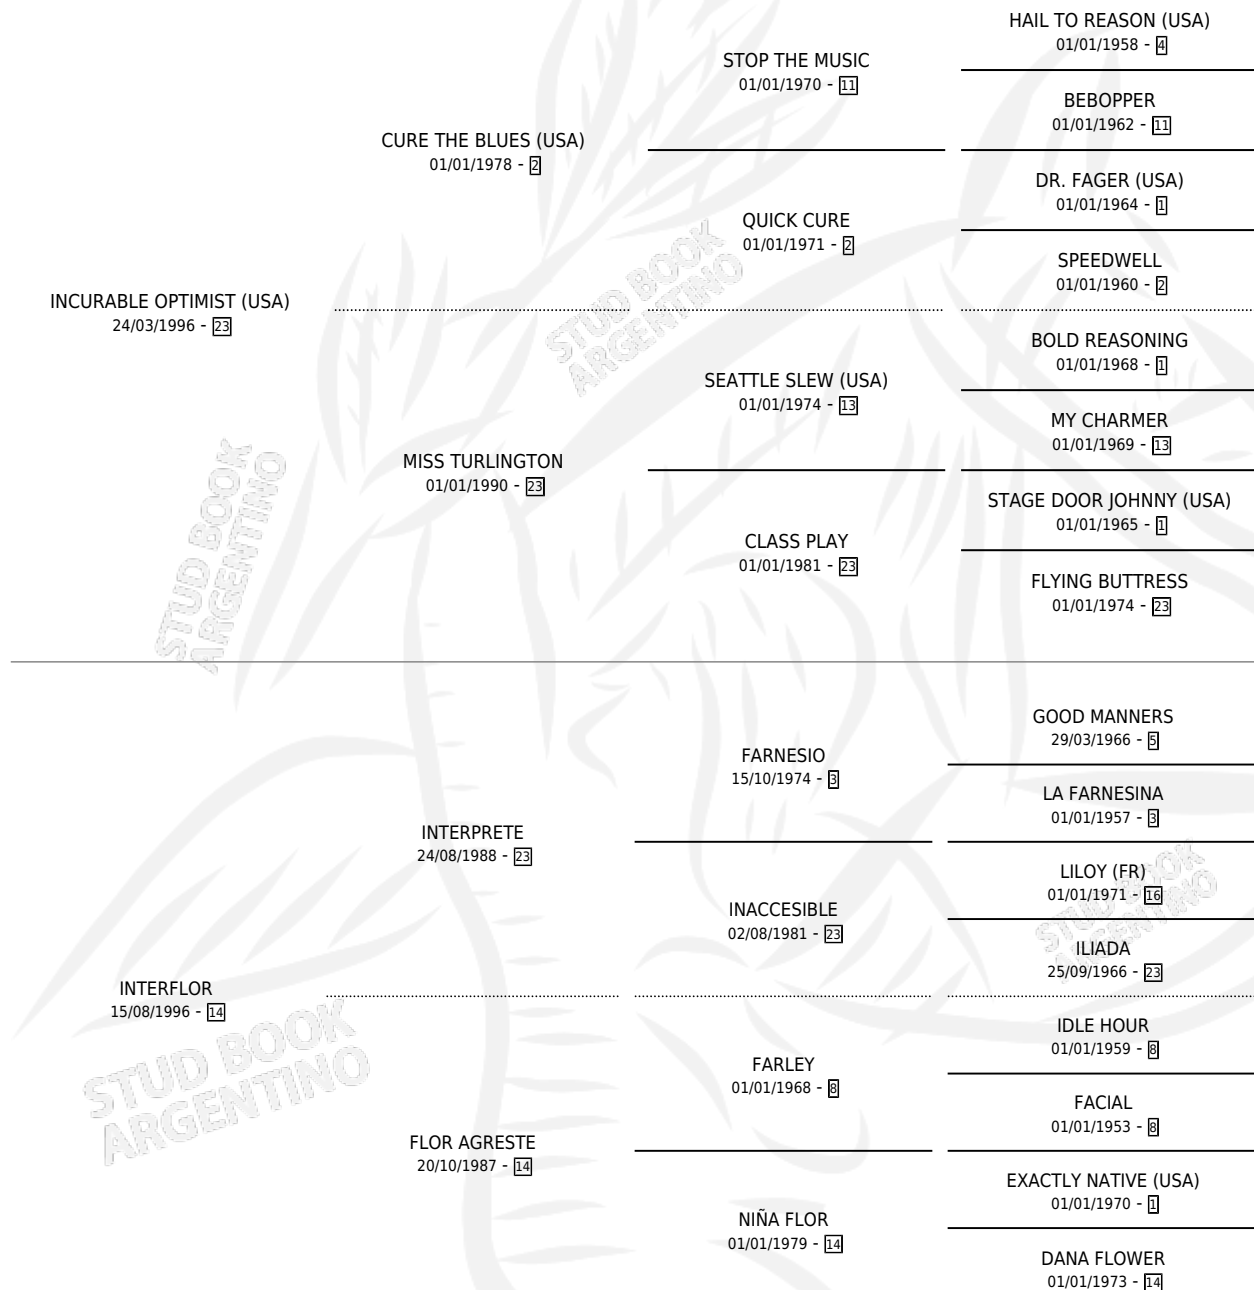 HAIL TO REASON (USA)
01/01/1958 - 4
STOP THE MUSIC
01/01/1970 - 11
BEBOPPER
01/01/1962 - 11
CURE THE BLUES (USA)
01/01/1978 - 2
DR. FAGER (USA)
01/01/1964 - 1
QUICK CURE
01/01/1971 - 2
SPEEDWELL
01/01/1960 - 2
INCURABLE OPTIMIST (USA)
24/03/1996 - 23
BOLD REASONING
01/01/1968 - 1
SEATTLE SLEW (USA)
01/01/1974 - 13
MY CHARMER
01/01/1969 - 13
MISS TURLINGTON
01/01/1990 - 23
STAGE DOOR JOHNNY (USA)
01/01/1965 - 1
CLASS PLAY
01/01/1981 - 23
FLYING BUTTRESS
01/01/1974 - 23
GOOD MANNERS
29/03/1966 - 5
FARNESIO
15/10/1974 - 3
LA FARNESINA
01/01/1957 - 3
INTERPRETE
24/08/1988 - 23
LILOY (FR)
01/01/1971 - 16
INACCESIBLE
02/08/1981 - 23
ILIADA
25/09/1966 - 23
INTERFLOR
15/08/1996 - 14
IDLE HOUR
01/01/1959 - 8
FARLEY
01/01/1968 - 8
FACIAL
01/01/1953 - 8
FLOR AGRESTE
20/10/1987 - 14
EXACTLY NATIVE (USA)
01/01/1970 - 1
NIÑA FLOR
01/01/1979 - 14
DANA FLOWER
01/01/1973 - 14
STUD BOOK
ARGENTINO
STUD BOOK
ARGENTINO
STUD BOOK
ARGENTINO
STUD BOOK
ARGENTINO